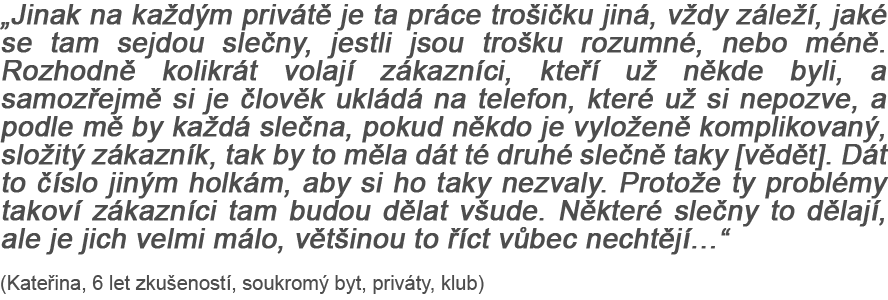 „Jinak na každým privátě je ta práce trošičku jiná, vždy záleží, jaké
se tam sejdou slečny, jestli jsou trošku rozumné, nebo méně.
Rozhodně kolikrát volají zákazníci, kteří už někde byli, a
samozřejmě si je člověk ukládá na telefon, které už si nepozve, a
podle mě by každá slečna, pokud někdo je vyloženě komplikovaný,
složitý zákazník, tak by to měla dát té druhé slečně taky [vědět]. Dát
to číslo jiným holkám, aby si ho taky nezvaly. Protože ty problémy
takoví zákazníci tam budou dělat všude. Některé slečny to dělají,
ale je jich velmi málo, většinou to říct vůbec nechtějí…“
(Kateřina, 6 let zkušeností, soukromý byt, priváty, klub)